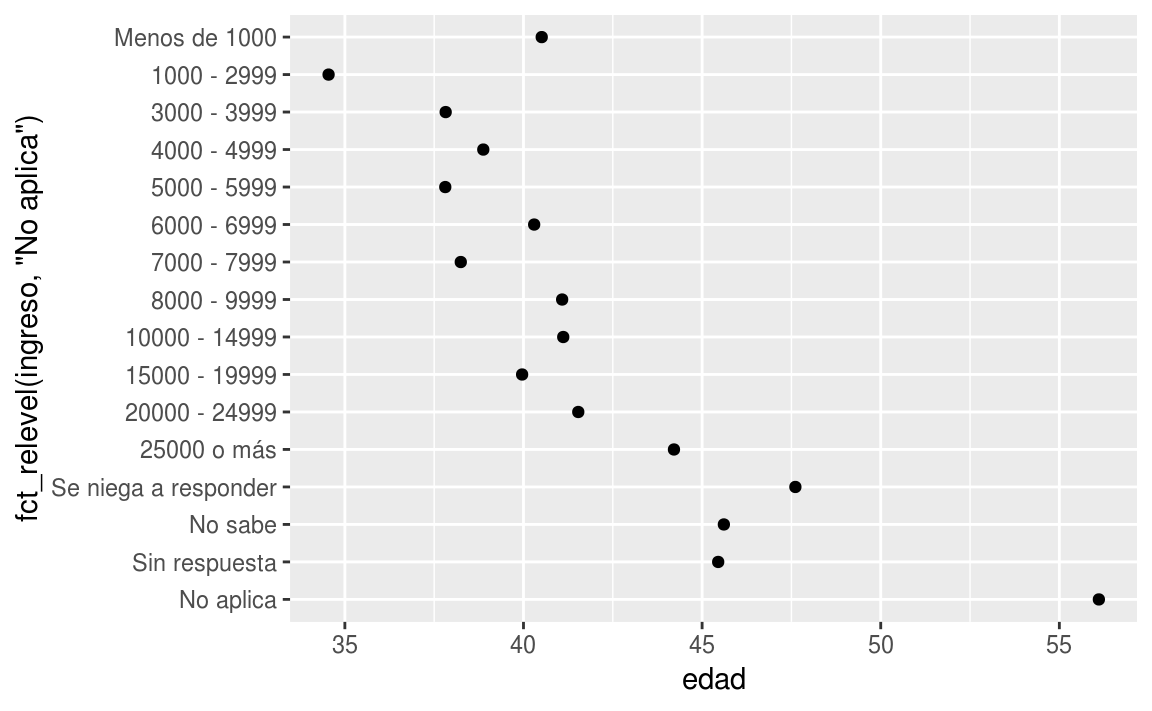 fct_relevel(ingreso, "No aplica")
Menos de 1000
1000 - 2999
3000 - 3999
4000 - 4999
5000 - 5999
6000 - 6999
7000 - 7999
8000 - 9999
10000 - 14999
15000 - 19999
20000 - 24999
25000 o más
Se niega a responder
No sabe
Sin respuesta
No aplica
35 40 45 50 55
edad